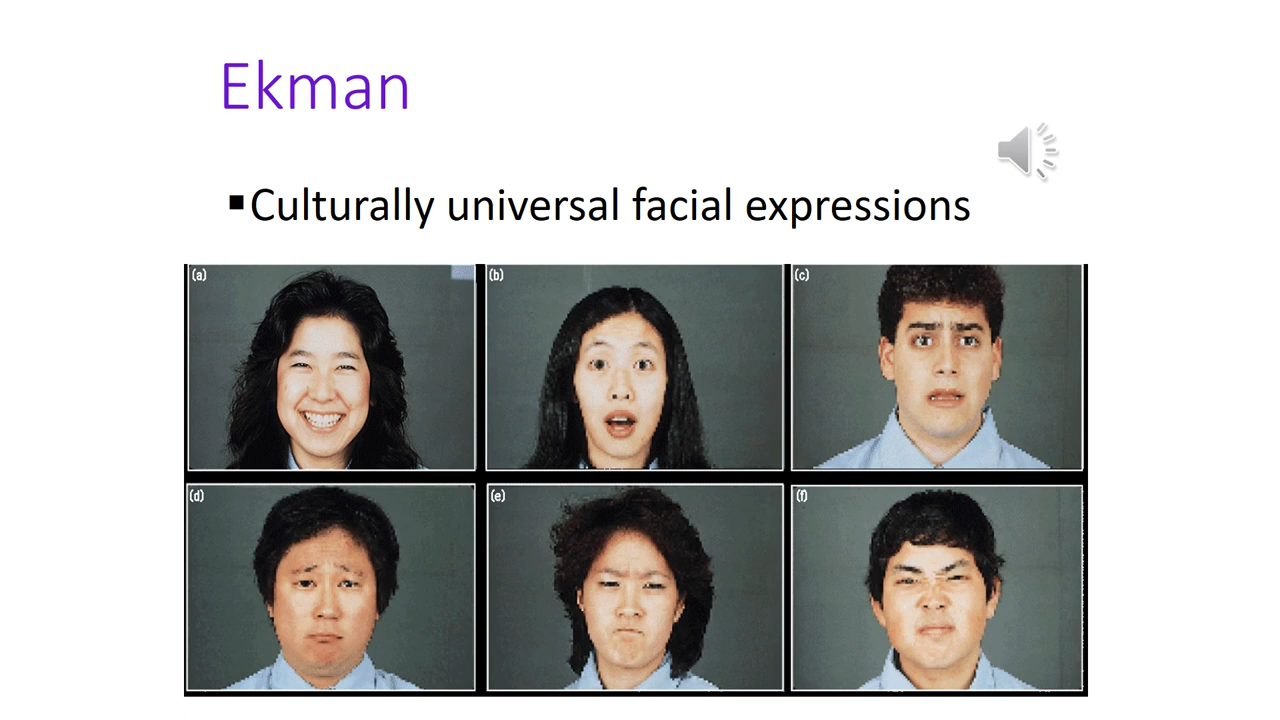 Ekman
▪Culturally universal facial expressions
(a) (b) (c)
(d) (e) (f)